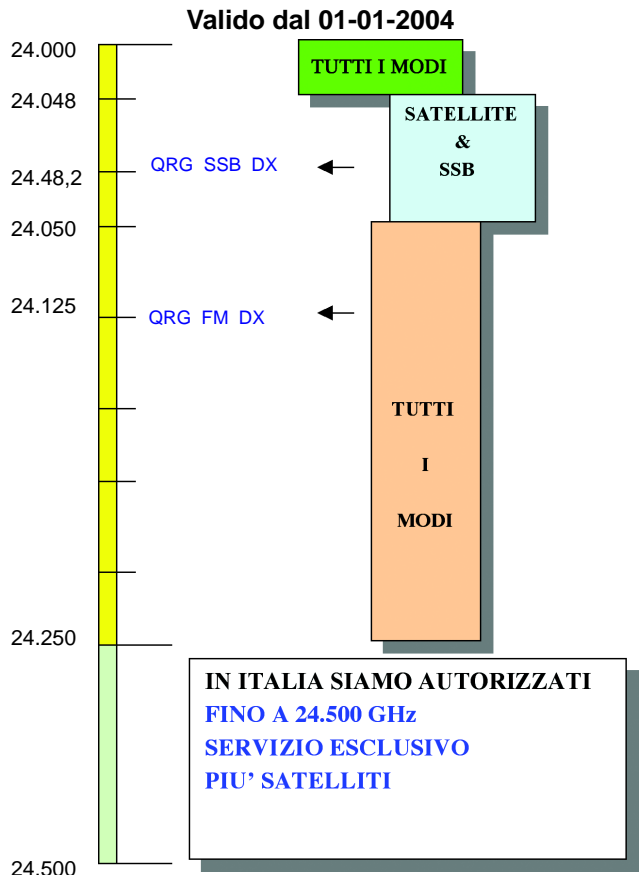 Valido dal 01-01-2004
24.000
TUTTI I MODI
24.048
SATELLITE
&
SSB
QRG SSB DX
24.48,2
24.050
24.125
QRG FM DX
TUTTI
I
MODI
24.250
IN ITALIA SIAMO AUTORIZZATI
FINO A 24.500 GHz
SERVIZIO ESCLUSIVO
PIU' SATELLITI
24.500